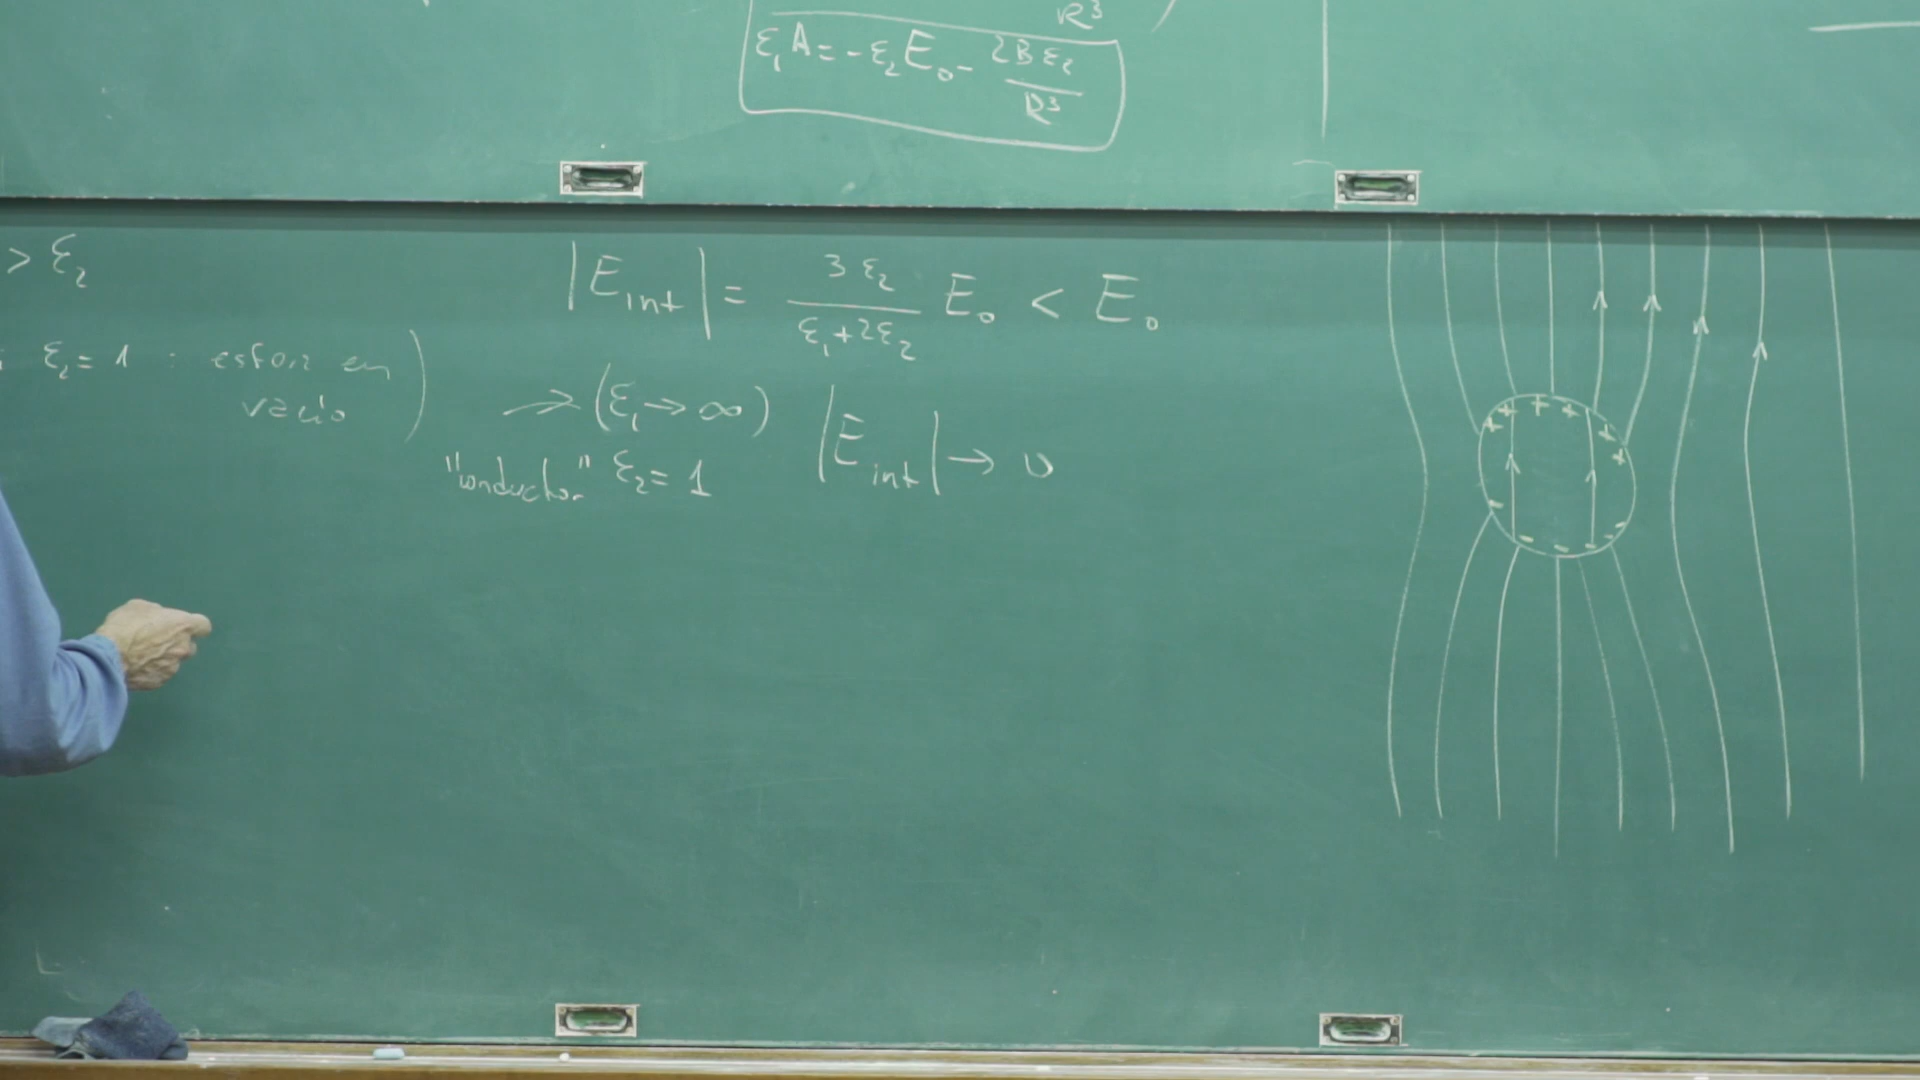 R³
ε₁A = -ε₂E₀ - 2Bε₂/R³
> ε₂
|E_int| = 3ε₂/(ε₁+2ε₂) E₀ < E₀
ε₂ = 1 : esfera en
vacío )
→ (ε₁ → ∞) |E_int| → 0
"conductor" ε₂ = 1
+ + + + + + +
- - - - - -